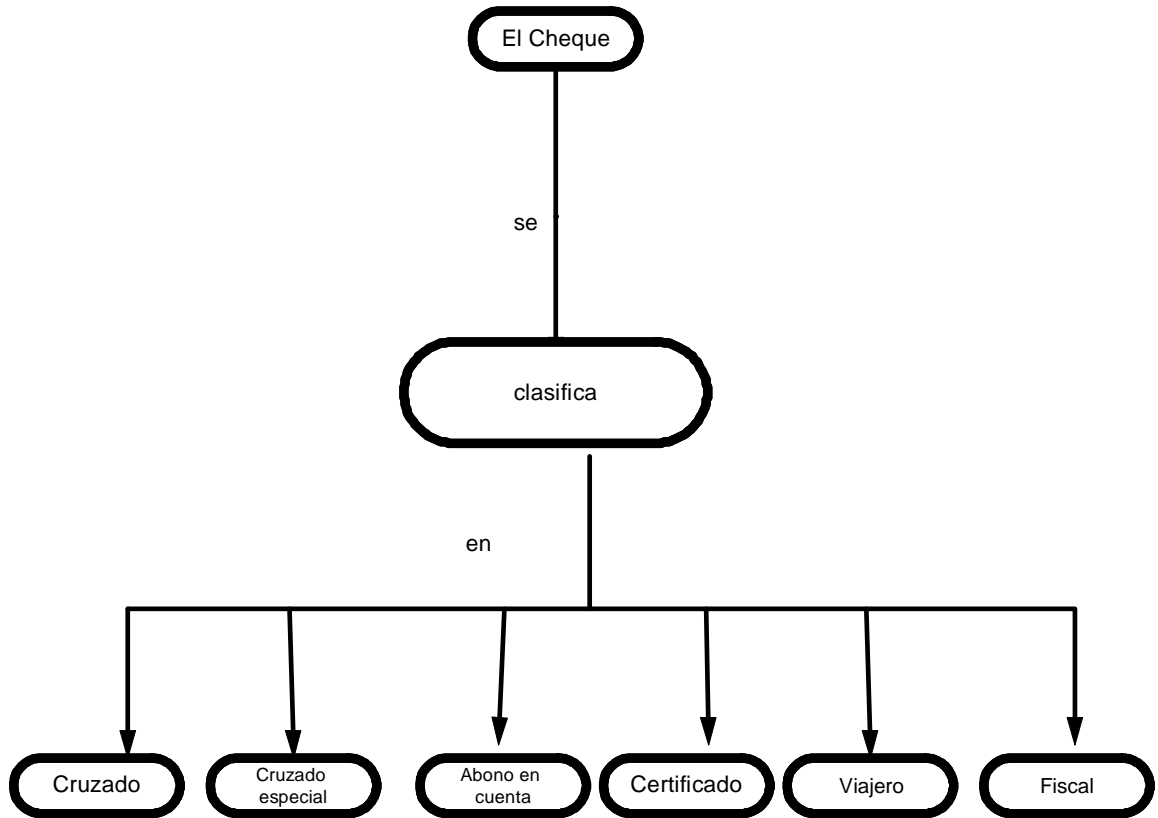 El Cheque
se
clasifica
en
Cruzado
Cruzado
especial
Abono en
cuenta
Certificado
Viajero
Fiscal